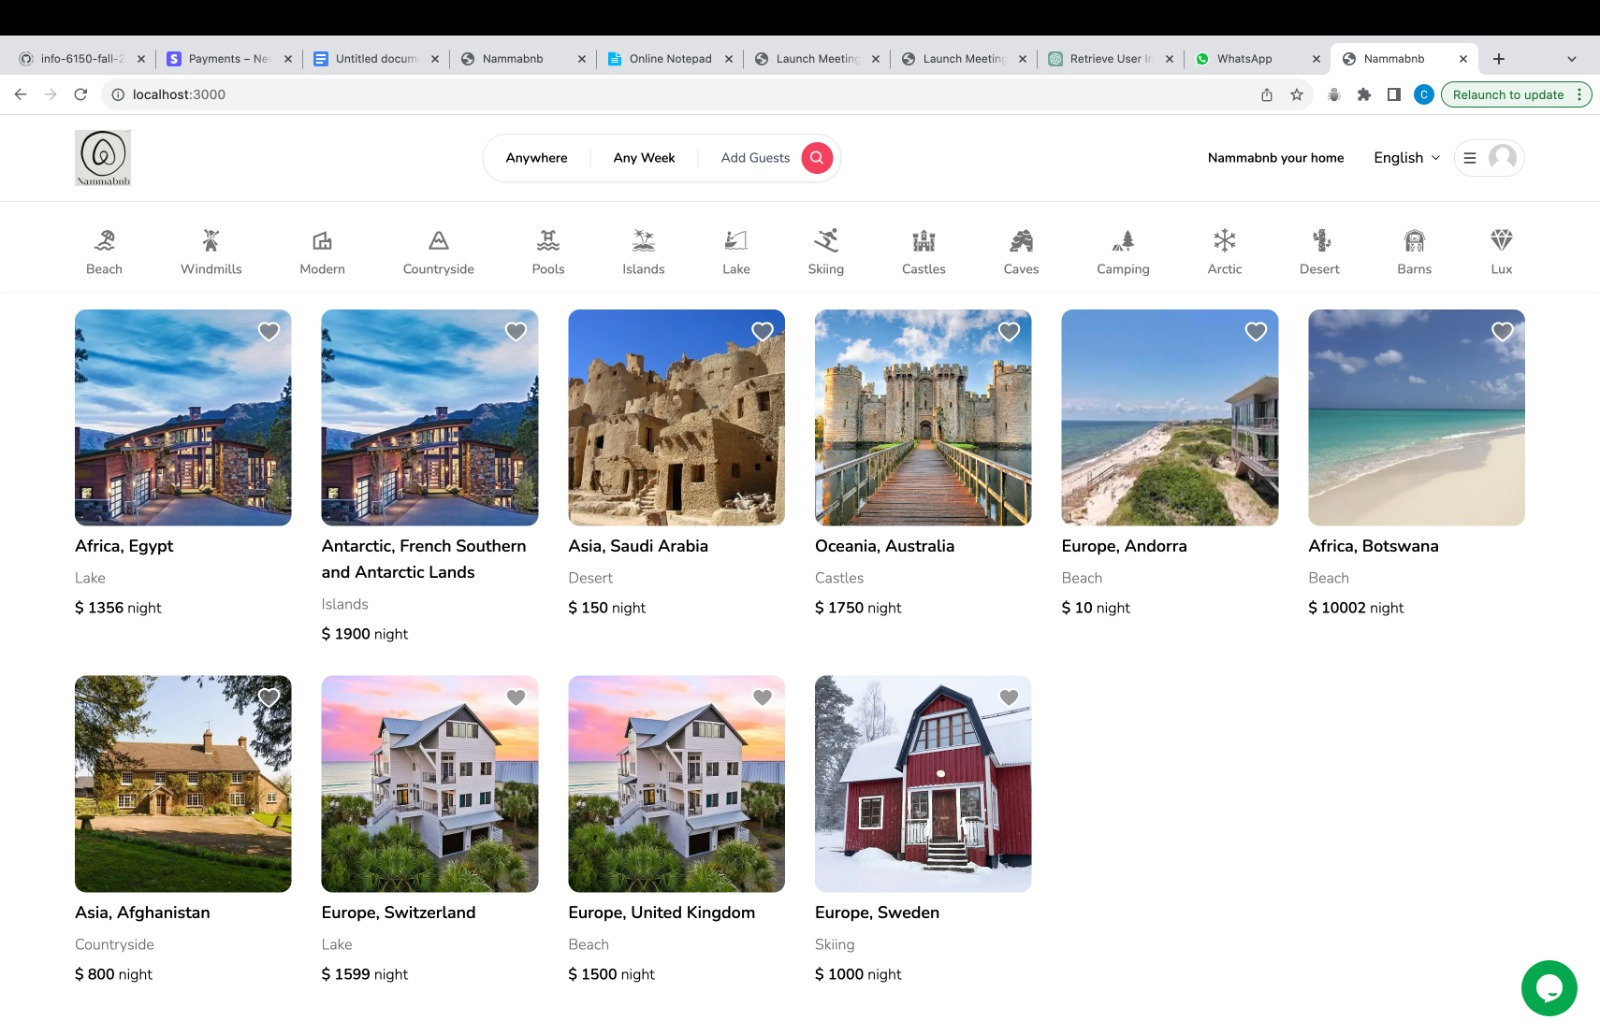 info-6150-fall-2
Payments – Ne
Untitled docum
Nammabnb
Online Notepad
Launch Meeting
Launch Meeting
Retrieve User In
WhatsApp
Nammabnb
localhost:3000
C
Relaunch to update
Nammabnb
Anywhere
Any Week
Add Guests
Nammabnb your home
English
Beach
Windmills
Modern
Countryside
Pools
Islands
Lake
Skiing
Castles
Caves
Camping
Arctic
Desert
Barns
Lux
Africa, Egypt
Lake
$ 1356 night
Antarctic, French Southern
and Antarctic Lands
Islands
$ 1900 night
Asia, Saudi Arabia
Desert
$ 150 night
Oceania, Australia
Castles
$ 1750 night
Europe, Andorra
Beach
$ 10 night
Africa, Botswana
Beach
$ 10002 night
Asia, Afghanistan
Countryside
$ 800 night
Europe, Switzerland
Lake
$ 1599 night
Europe, United Kingdom
Beach
$ 1500 night
Europe, Sweden
Skiing
$ 1000 night